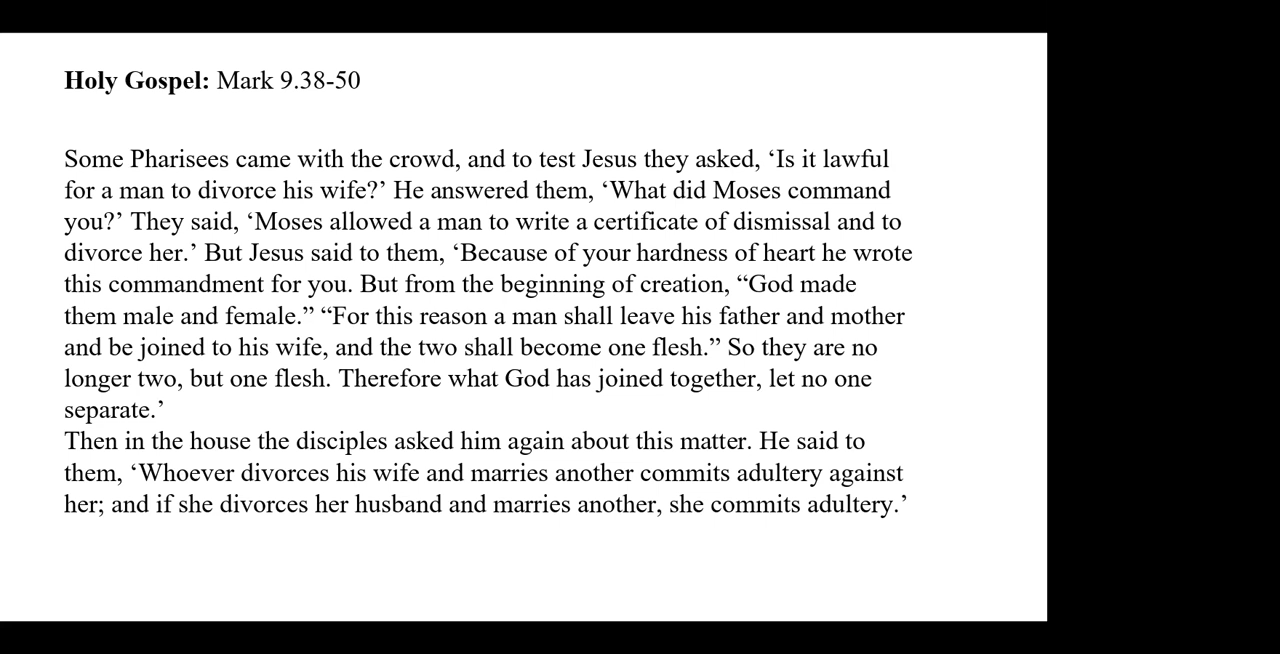 Holy Gospel: Mark 9.38-50
Some Pharisees came with the crowd, and to test Jesus they asked, ‘Is it lawful
for a man to divorce his wife?’ He answered them, ‘What did Moses command
you?’ They said, ‘Moses allowed a man to write a certificate of dismissal and to
divorce her.’ But Jesus said to them, ‘Because of your hardness of heart he wrote
this commandment for you. But from the beginning of creation, “God made
them male and female.” “For this reason a man shall leave his father and mother
and be joined to his wife, and the two shall become one flesh.” So they are no
longer two, but one flesh. Therefore what God has joined together, let no one
separate.’
Then in the house the disciples asked him again about this matter. He said to
them, ‘Whoever divorces his wife and marries another commits adultery against
her; and if she divorces her husband and marries another, she commits adultery.’